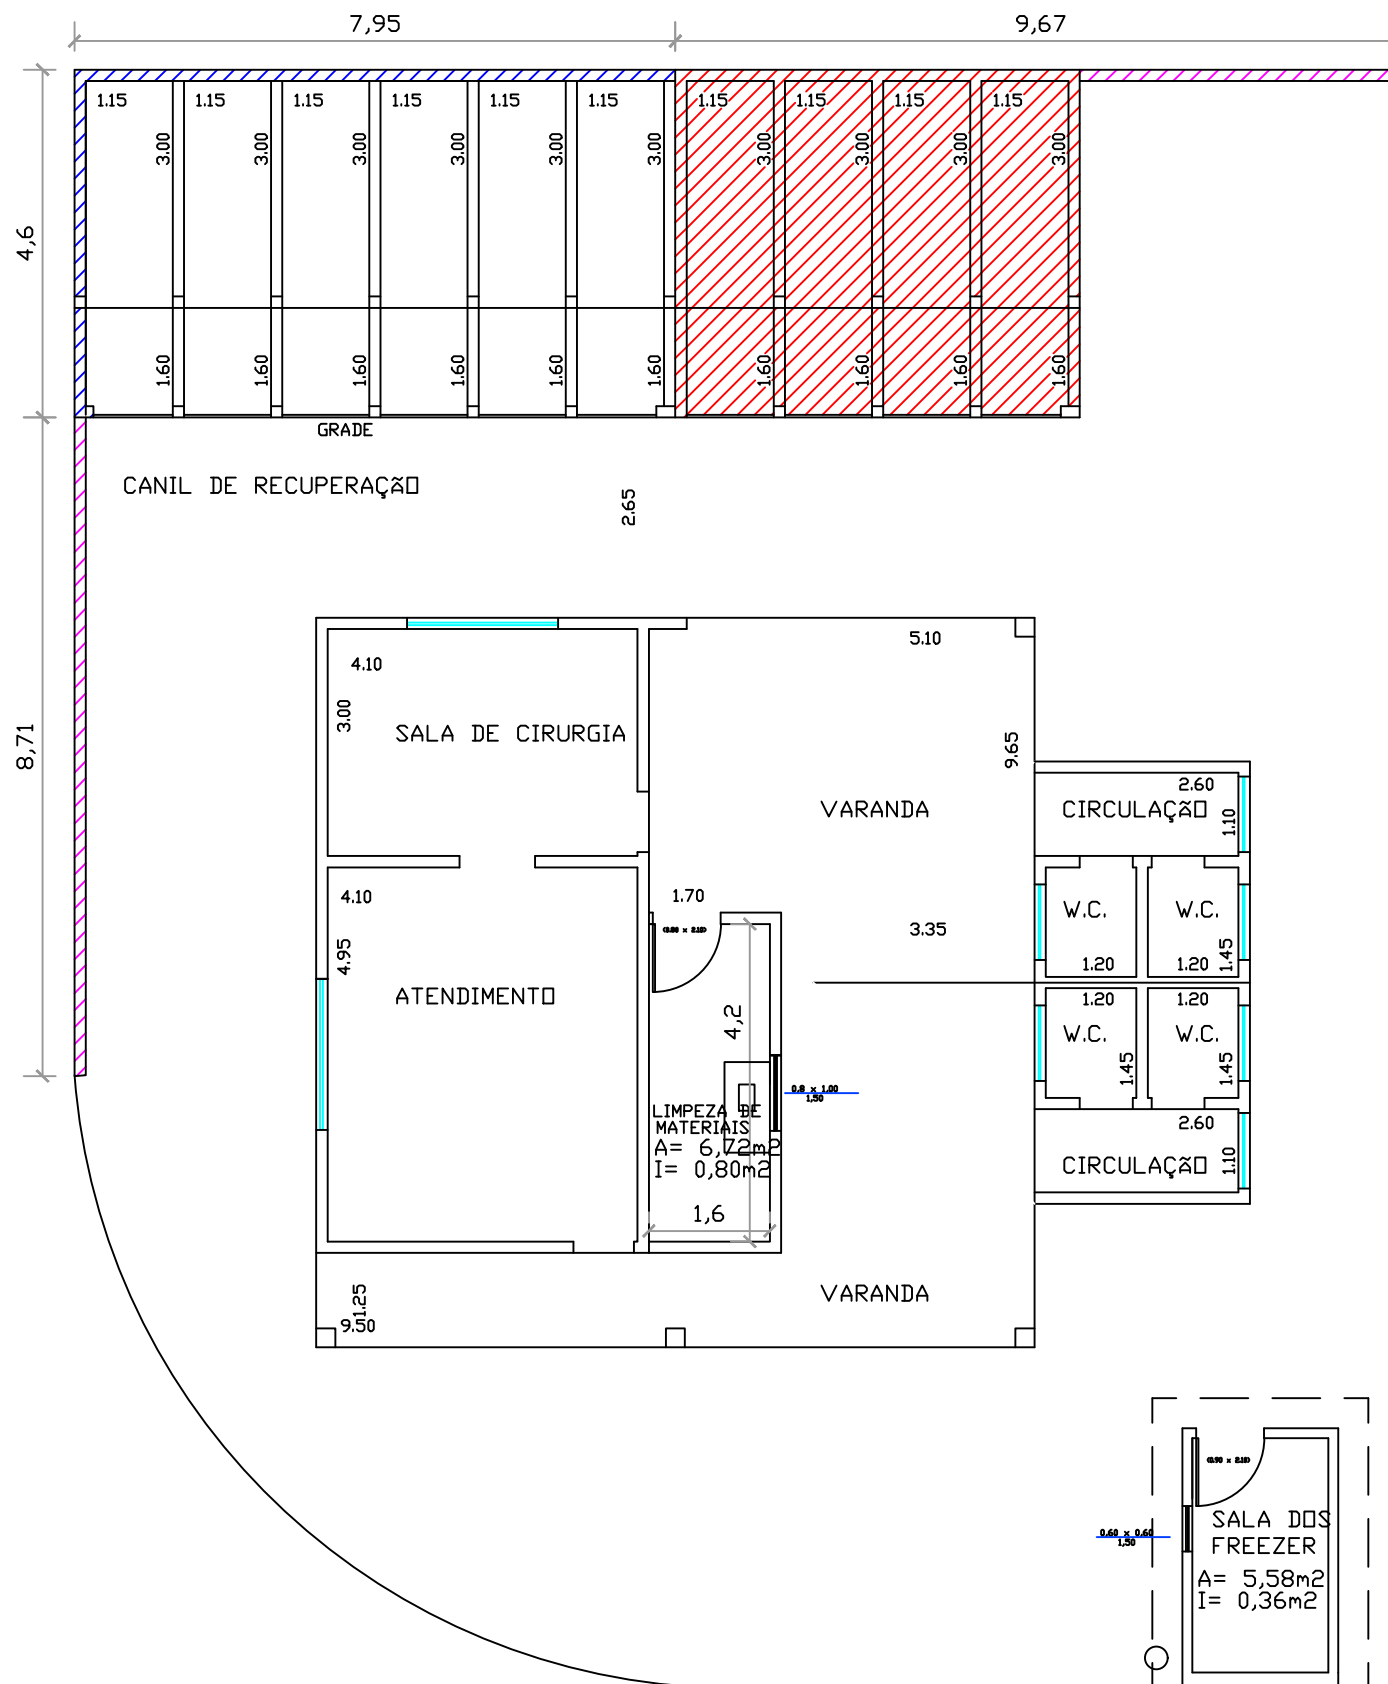 7,95
9,67
1.15
1.15
1.15
1.15
1.15
1.15
1.15
1.15
1.15
1.15
3.00
3.00
3.00
3.00
3.00
3.00
3.00
3.00
3.00
3.00
4,6
1.60
1.60
1.60
1.60
1.60
1.60
1.60
1.60
1.60
1.60
GRADE
CANIL DE RECUPERAÇÃO
2.65
8,71
4.10
3.00
SALA DE CIRURGIA
5.10
9.65
VARANDA
2.60
CIRCULAÇÃO
1.10
4.10
4.95
ATENDIMENTO
1.70
(0.80 x 2.10)
3.35
W.C.
W.C.
1.20
1.20
1.45
1.20
1.20
W.C.
W.C.
1.45
1.45
4,2
0.8 x 1.00
1,50
LIMPEZA DE
MATERIAIS
A= 6,72m2
I= 0,80m2
1,6
2.60
CIRCULAÇÃO
1.10
VARANDA
1.25
9.50
(0.90 x 2.10)
0.60 x 0.60
1,50
SALA DOS
FREEZER
A= 5,58m2
I= 0,36m2